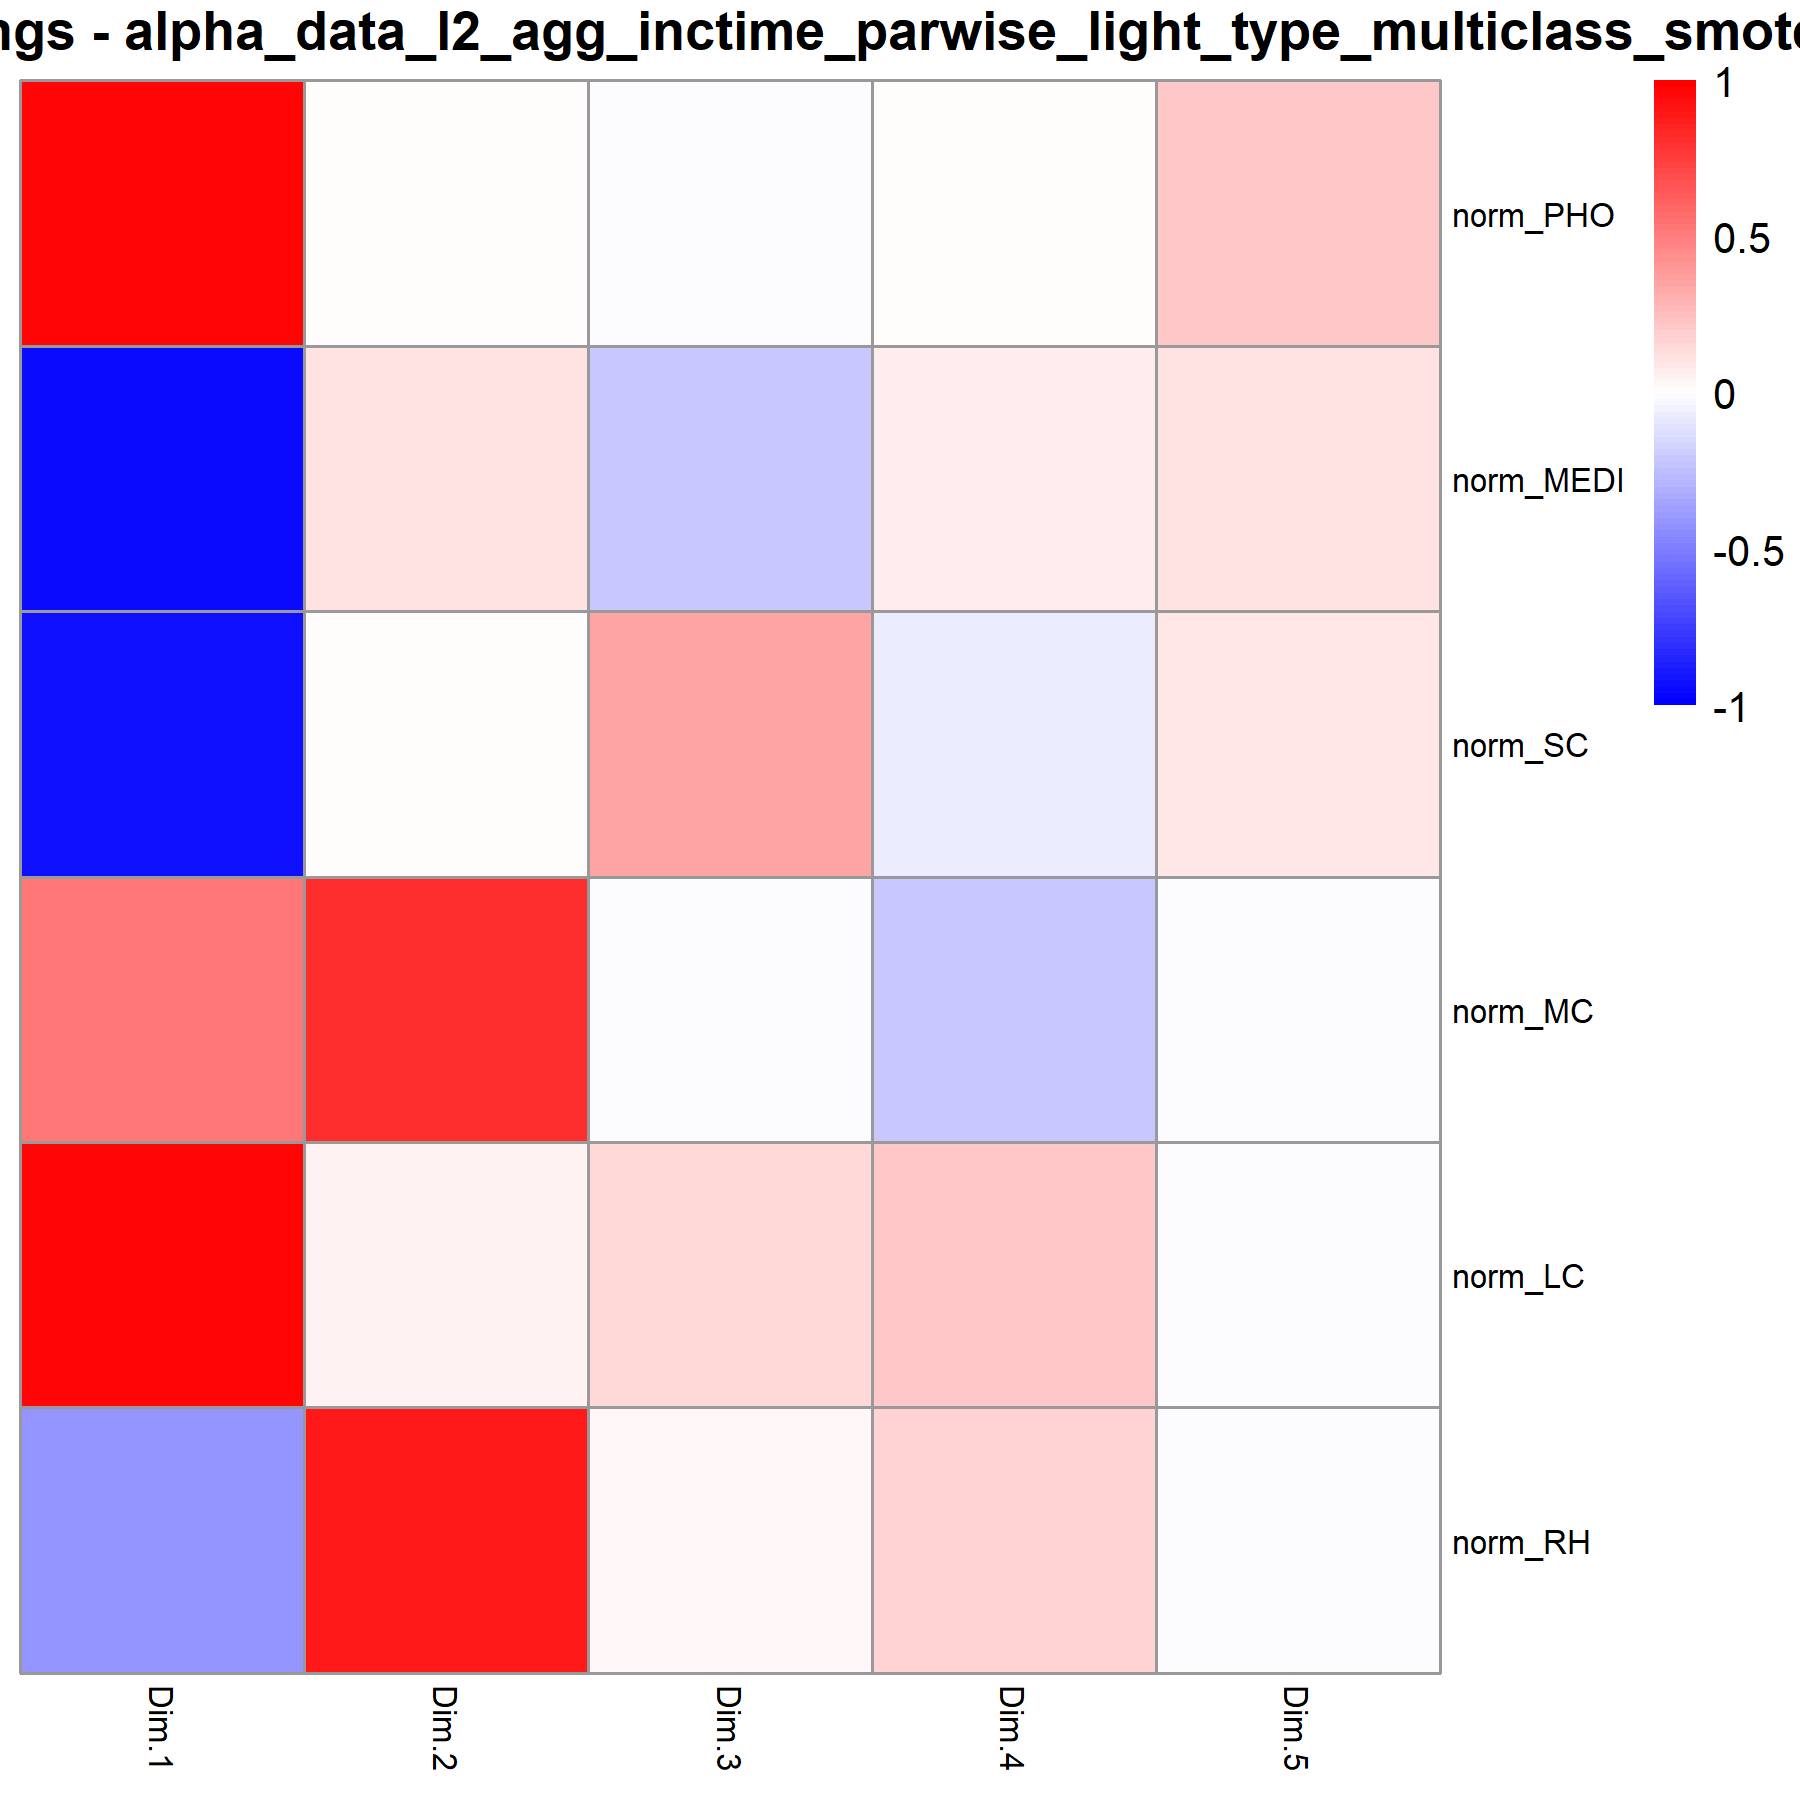 ngs - alpha_data_l2_agg_inctime_parwise_light_type_multiclass_smote
1
0.5
0
-0.5
-1
norm_PHO
norm_MEDI
norm_SC
norm_MC
norm_LC
norm_RH
Dim.1
Dim.2
Dim.3
Dim.4
Dim.5